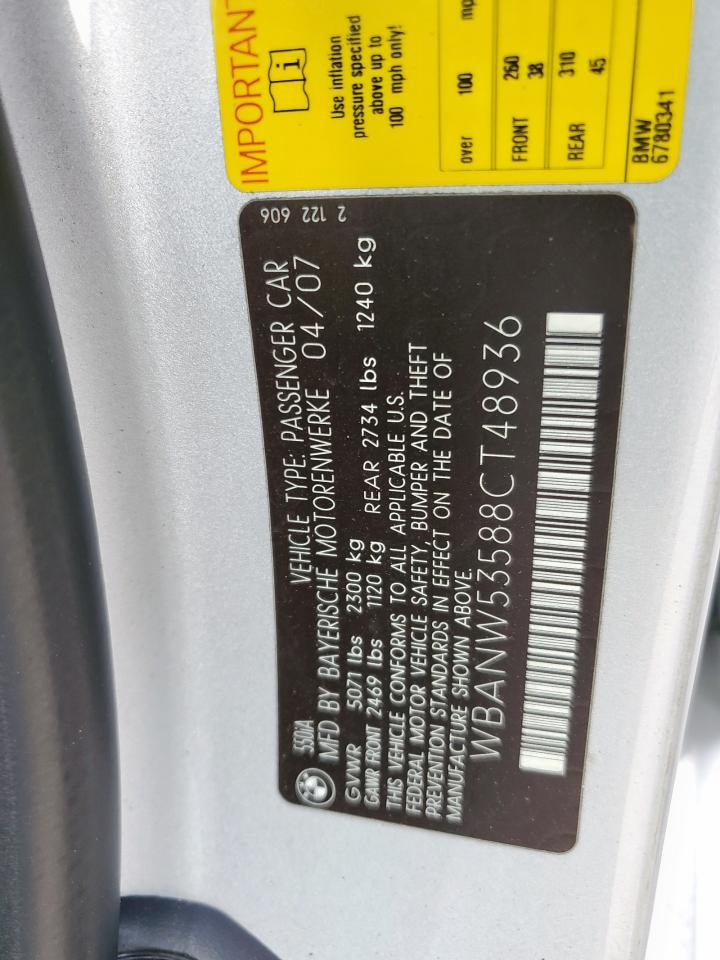 IMPORTANT
Use inflation
pressure specified
above up to
100 mph only!
over 100
FRONT 260
38
REAR 310
45
BMW
6780341
2 122 606
550iA VEHICLE TYPE: PASSENGER CAR
MFD BY BAYERISCHE MOTORENWERKE 04/07
GVWR 5071 lbs 2300 kg
GAWR FRONT 2469 lbs 1120 kg REAR 2734 lbs 1240 kg
THIS VEHICLE CONFORMS TO ALL APPLICABLE U.S.
FEDERAL MOTOR VEHICLE SAFETY, BUMPER AND THEFT
PREVENTION STANDARDS IN EFFECT ON THE DATE OF
MANUFACTURE SHOWN ABOVE.
WBANW53588CT48936